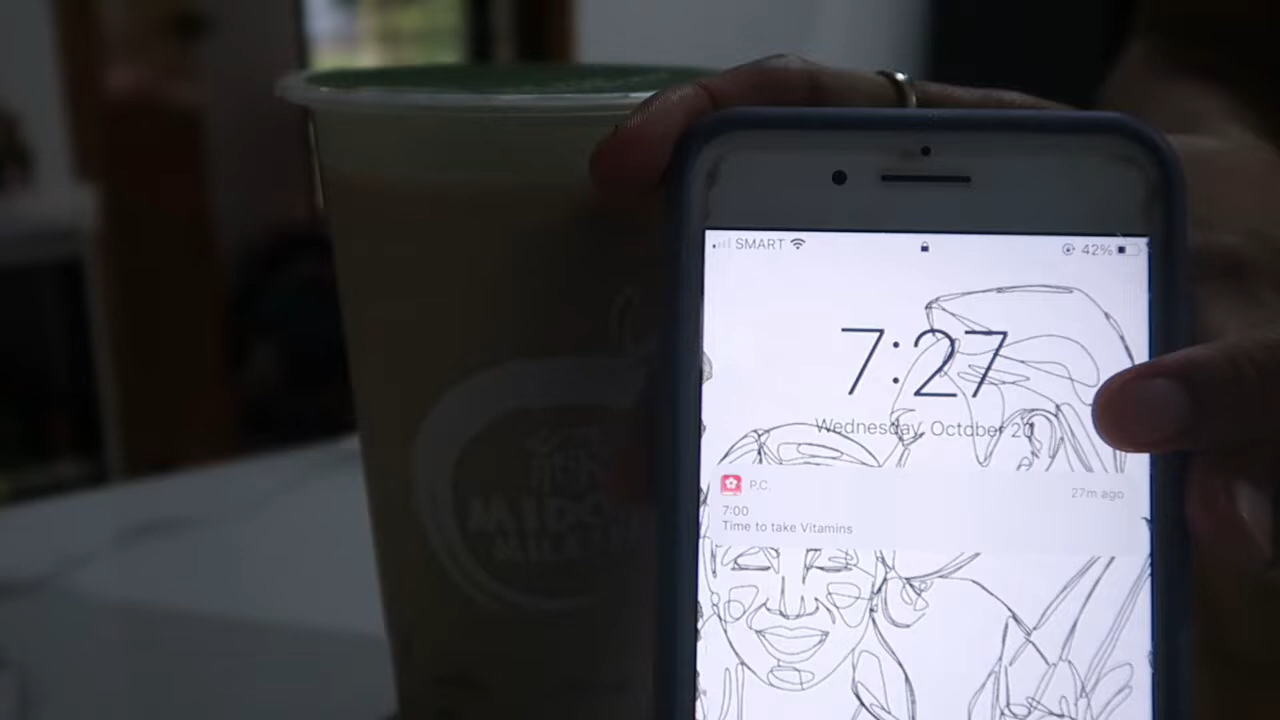 SMART 42%
7:27
Wednesday, October 20
P.C. 27m ago
7:00
Time to take Vitamins